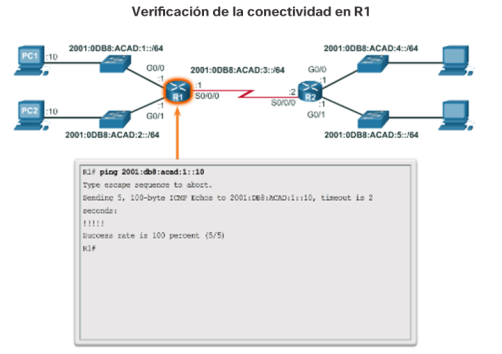 Verificación de la conectividad en R1
2001:0DB8:ACAD:1::/64
2001:0DB8:ACAD:4::/64
PC1
:10
G0/0
:1
2001:0DB8:ACAD:3::/64
G0/0
:1
:1
R1
S0/0/0
:2
S0/0/0
R2
PC2
:10
:1
G0/1
:1
G0/1
2001:0DB8:ACAD:2::/64
2001:0DB8:ACAD:5::/64
R1# ping 2001:db8:acad:1::10
Type escape sequence to abort.
Sending 5, 100-byte ICMP Echos to 2001:DB8:ACAD:1::10, timeout is 2
seconds:
!!!!!
Success rate is 100 percent (5/5)
R1#